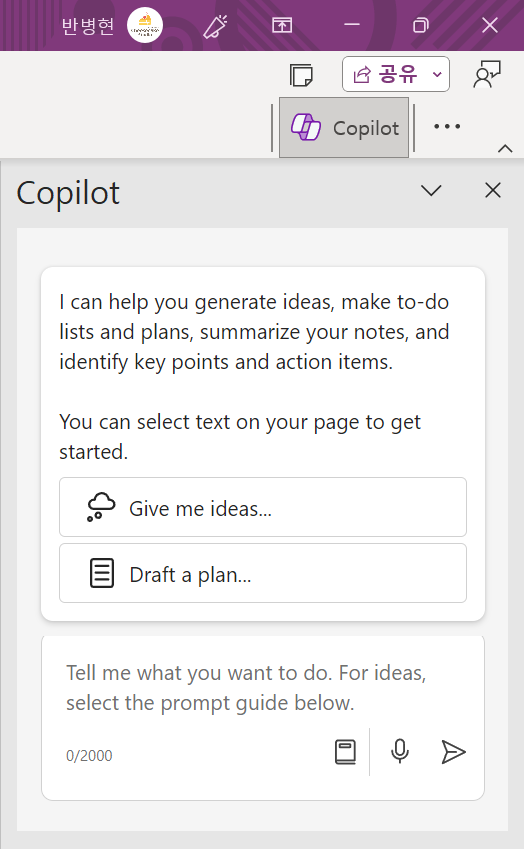 반병현
공유
Copilot
Copilot
I can help you generate ideas, make to-do
lists and plans, summarize your notes, and
identify key points and action items.
You can select text on your page to get
started.
Give me ideas...
Draft a plan...
Tell me what you want to do. For ideas,
select the prompt guide below.
0/2000